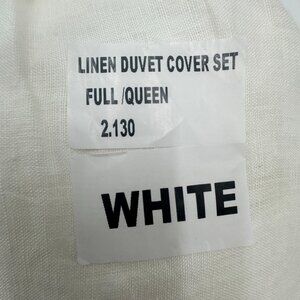 LINEN DUVET COVER SET
FULL /QUEEN
2.130
WHITE